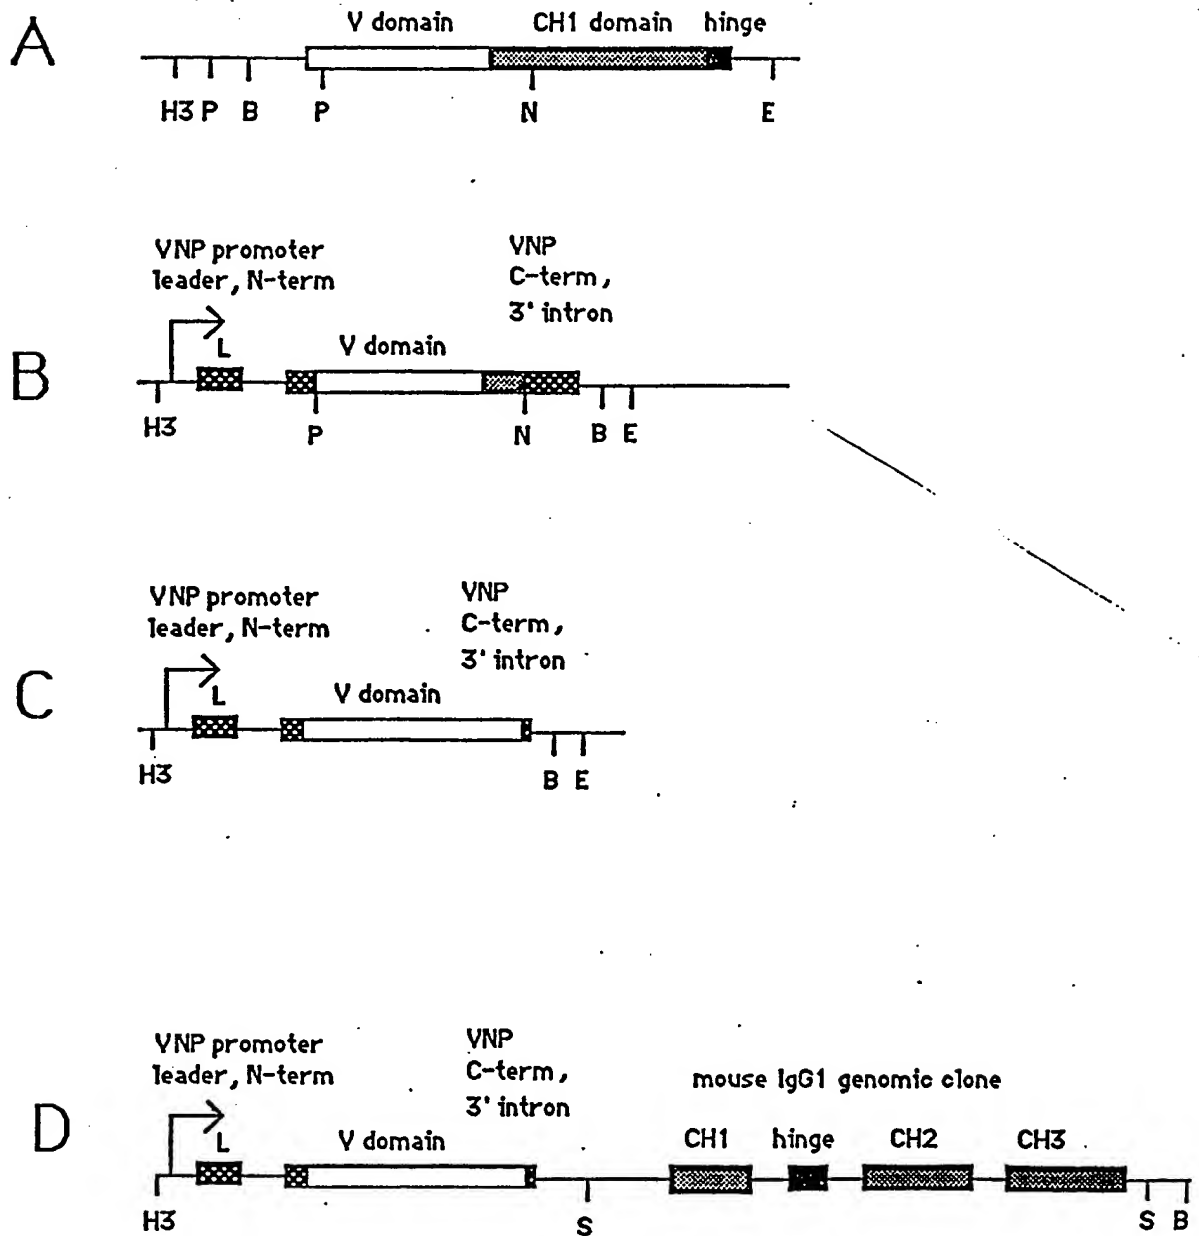 A
V domain CH1 domain hinge
H3 P B P N E
B
VNP promoter
leader, N-term
VNP
C-term,
3' intron
L
V domain
H3 P N B E
C
VNP promoter
leader, N-term
VNP
C-term,
3' intron
L
V domain
H3 B E
D
VNP promoter
leader, N-term
VNP
C-term,
3' intron
mouse IgG1 genomic clone
L
V domain
CH1 hinge CH2 CH3
H3 S S B